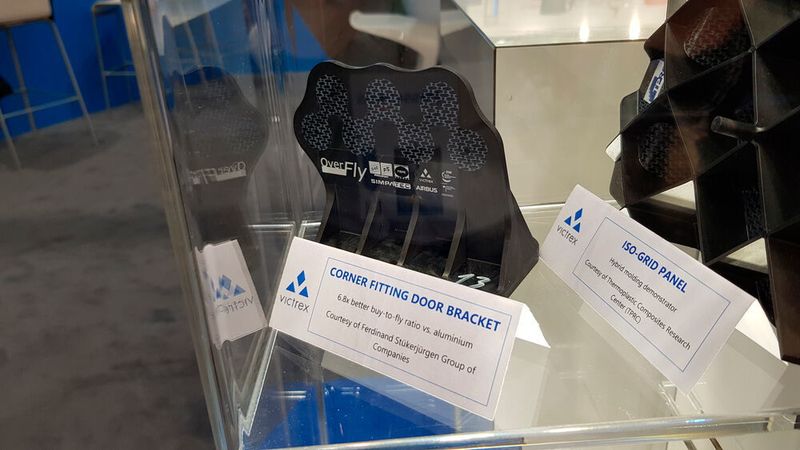 OverFly
SIMPATEC
victrex
AIRBUS
13
victrex
CORNER FITTING DOOR BRACKET
6.8x better buy-to-fly ratio vs. aluminium
Courtesy of Ferdinand Stükerjürgen Group of
Companies
victrex
ISO-GRID PANEL
Hybrid molding demonstrator
Courtesy of Thermoplastic Composites Research
Center (TPRC)